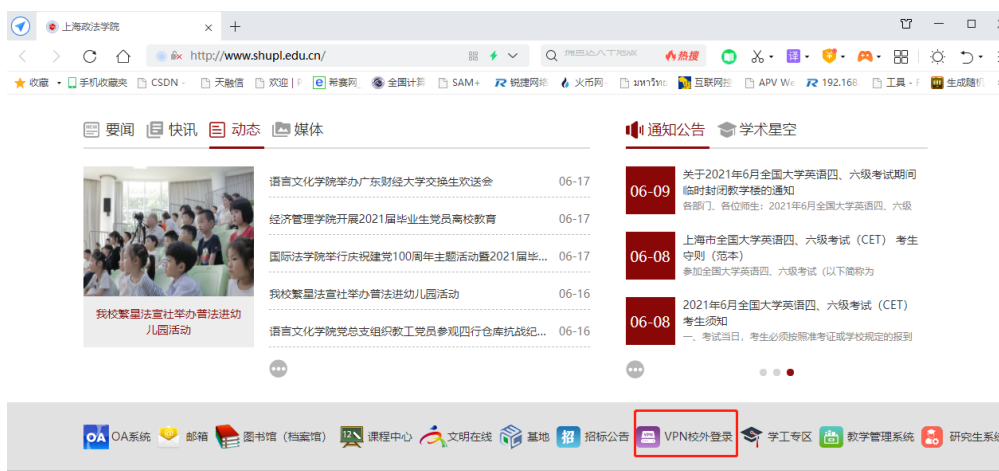 上海政法学院
http://www.shupl.edu.cn/
热搜
收藏 手机收藏夹 CSDN - 天融信 欢迎 | 希赛网 全国计算 SAM+ 锐捷网络 火币网 互联网控 APV We 192.168. 工具 - 生成随机
要闻 快讯 动态 媒体
通知公告 学术星空
语言文化学院举办广东财经大学交换生欢送会 06-17
经济管理学院开展2021届毕业生党员离校教育 06-17
国际法学院举行庆祝建党100周年主题活动暨2021届毕... 06-17
我校繁星法宣社举办普法进幼儿园活动 06-16
语言文化学院党总支组织教工党员参观四行仓库抗战纪... 06-16
我校繁星法宣社举办普法进幼
儿园活动
06-09
关于2021年6月全国大学英语四、六级考试期间
临时封闭教学楼的通知
各部门、各位师生：2021年6月全国大学英语四、六级
06-08
上海市全国大学英语四、六级考试（CET） 考生
守则（范本）
参加全国大学英语四、六级考试（以下简称为
06-08
2021年6月全国大学英语四、六级考试（CET）
考生须知
一、考试当日，考生必须按照准考证或学校规定的报到
OA OA系统 邮箱 图书馆（档案馆） 课程中心 文明在线 基地 招 招标公告 VPN校外登录 学工专区 教学管理系统 研究生系统